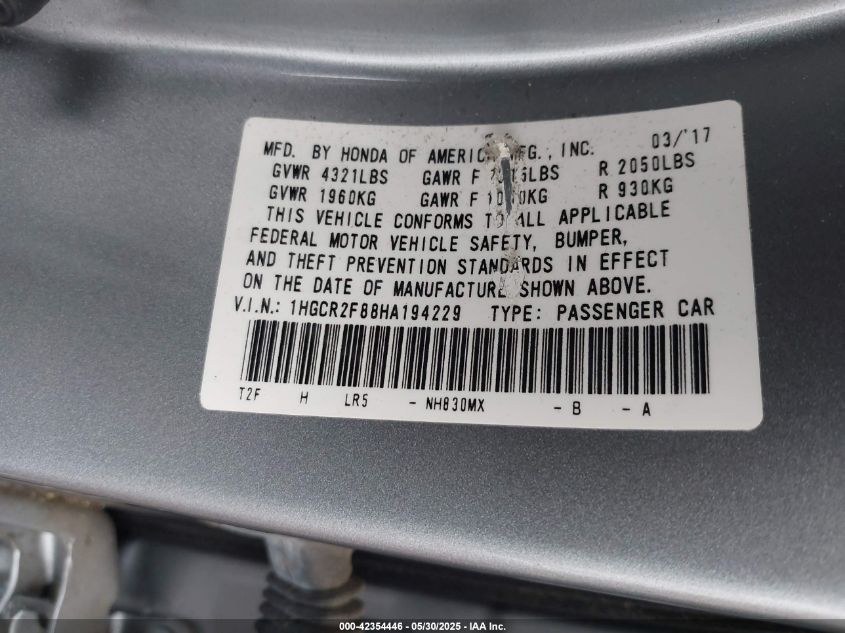 MFD. BY HONDA OF AMERIC FG., INC. 03/'17
GVWR 4321LBS GAWR F LBS R 2050LBS
GVWR 1960KG GAWR F KG R 930KG
THIS VEHICLE CONFORMS TO ALL APPLICABLE
FEDERAL MOTOR VEHICLE SAFETY, BUMPER,
AND THEFT PREVENTION STANDARDS IN EFFECT
ON THE DATE OF MANUFACTURE SHOWN ABOVE.
V.I.N.: 1HGCR2F88HA194229 TYPE: PASSENGER CAR
T2F H LR5 - NH830MX - B - A
000-42354446 - 05/30/2025 - IAA Inc.